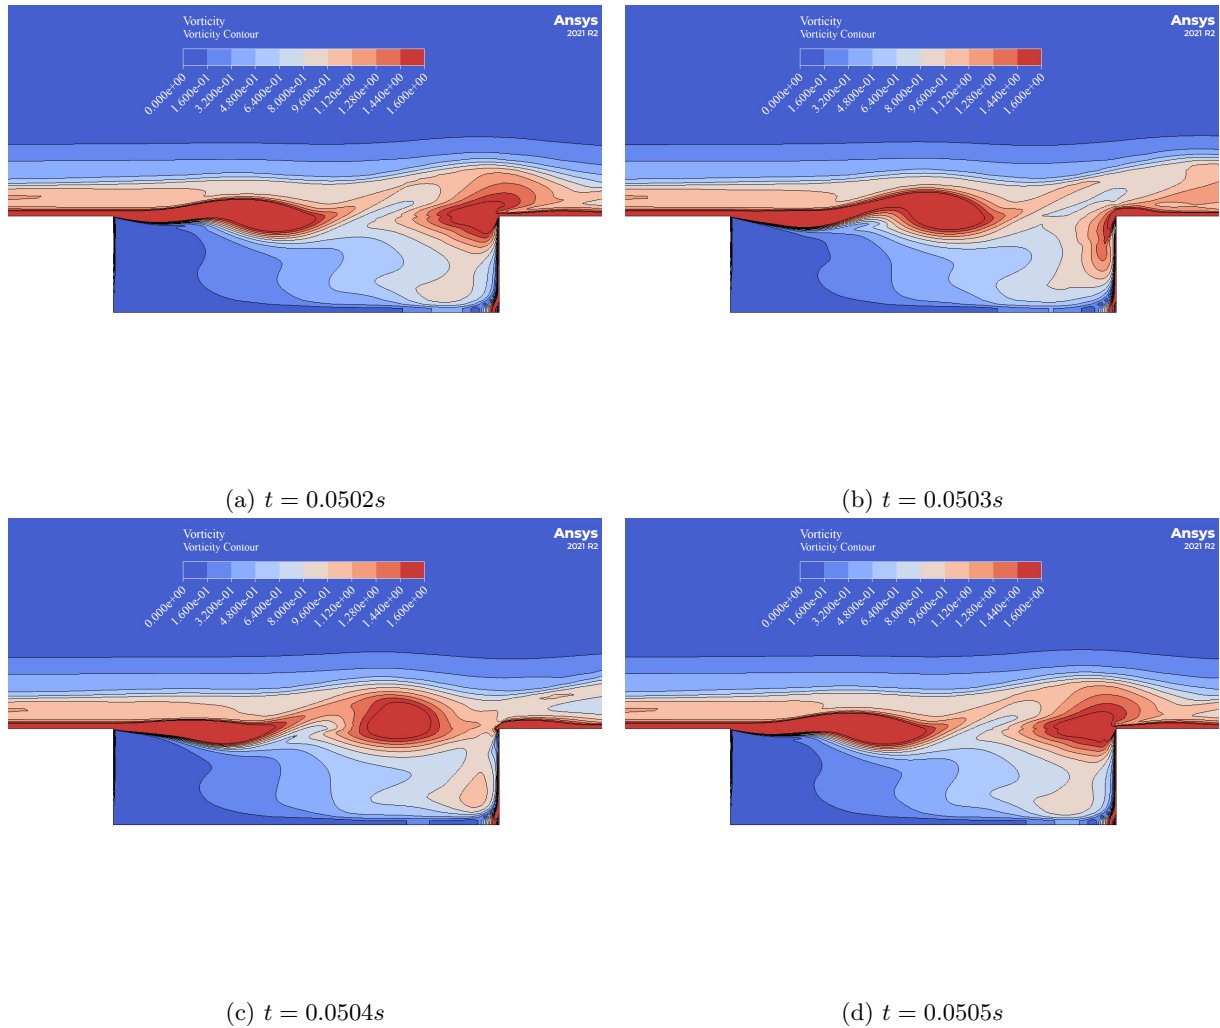 Vorticity
Vorticity Contour
Ansys
2021 R2
0.000e+00
1.600e-01
3.200e-01
4.800e-01
6.400e-01
8.000e-01
9.600e-01
1.120e+00
1.280e+00
1.440e+00
1.600e+00
Vorticity
Vorticity Contour
Ansys
2021 R2
0.000e+00
1.600e-01
3.200e-01
4.800e-01
6.400e-01
8.000e-01
9.600e-01
1.120e+00
1.280e+00
1.440e+00
1.600e+00
(a) t = 0.0502s
(b) t = 0.0503s
Vorticity
Vorticity Contour
Ansys
2021 R2
0.000e+00
1.600e-01
3.200e-01
4.800e-01
6.400e-01
8.000e-01
9.600e-01
1.120e+00
1.280e+00
1.440e+00
1.600e+00
Vorticity
Vorticity Contour
Ansys
2021 R2
0.000e+00
1.600e-01
3.200e-01
4.800e-01
6.400e-01
8.000e-01
9.600e-01
1.120e+00
1.280e+00
1.440e+00
1.600e+00
(c) t = 0.0504s
(d) t = 0.0505s